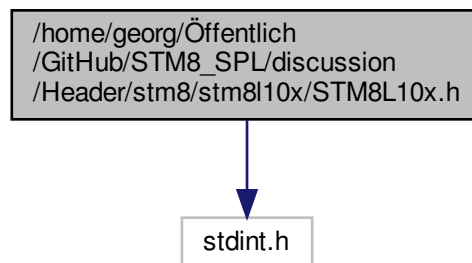 /home/georg/Öffentlich
/GitHub/STM8_SPL/discussion
/Header/stm8/stm8l10x/STM8L10x.h
stdint.h